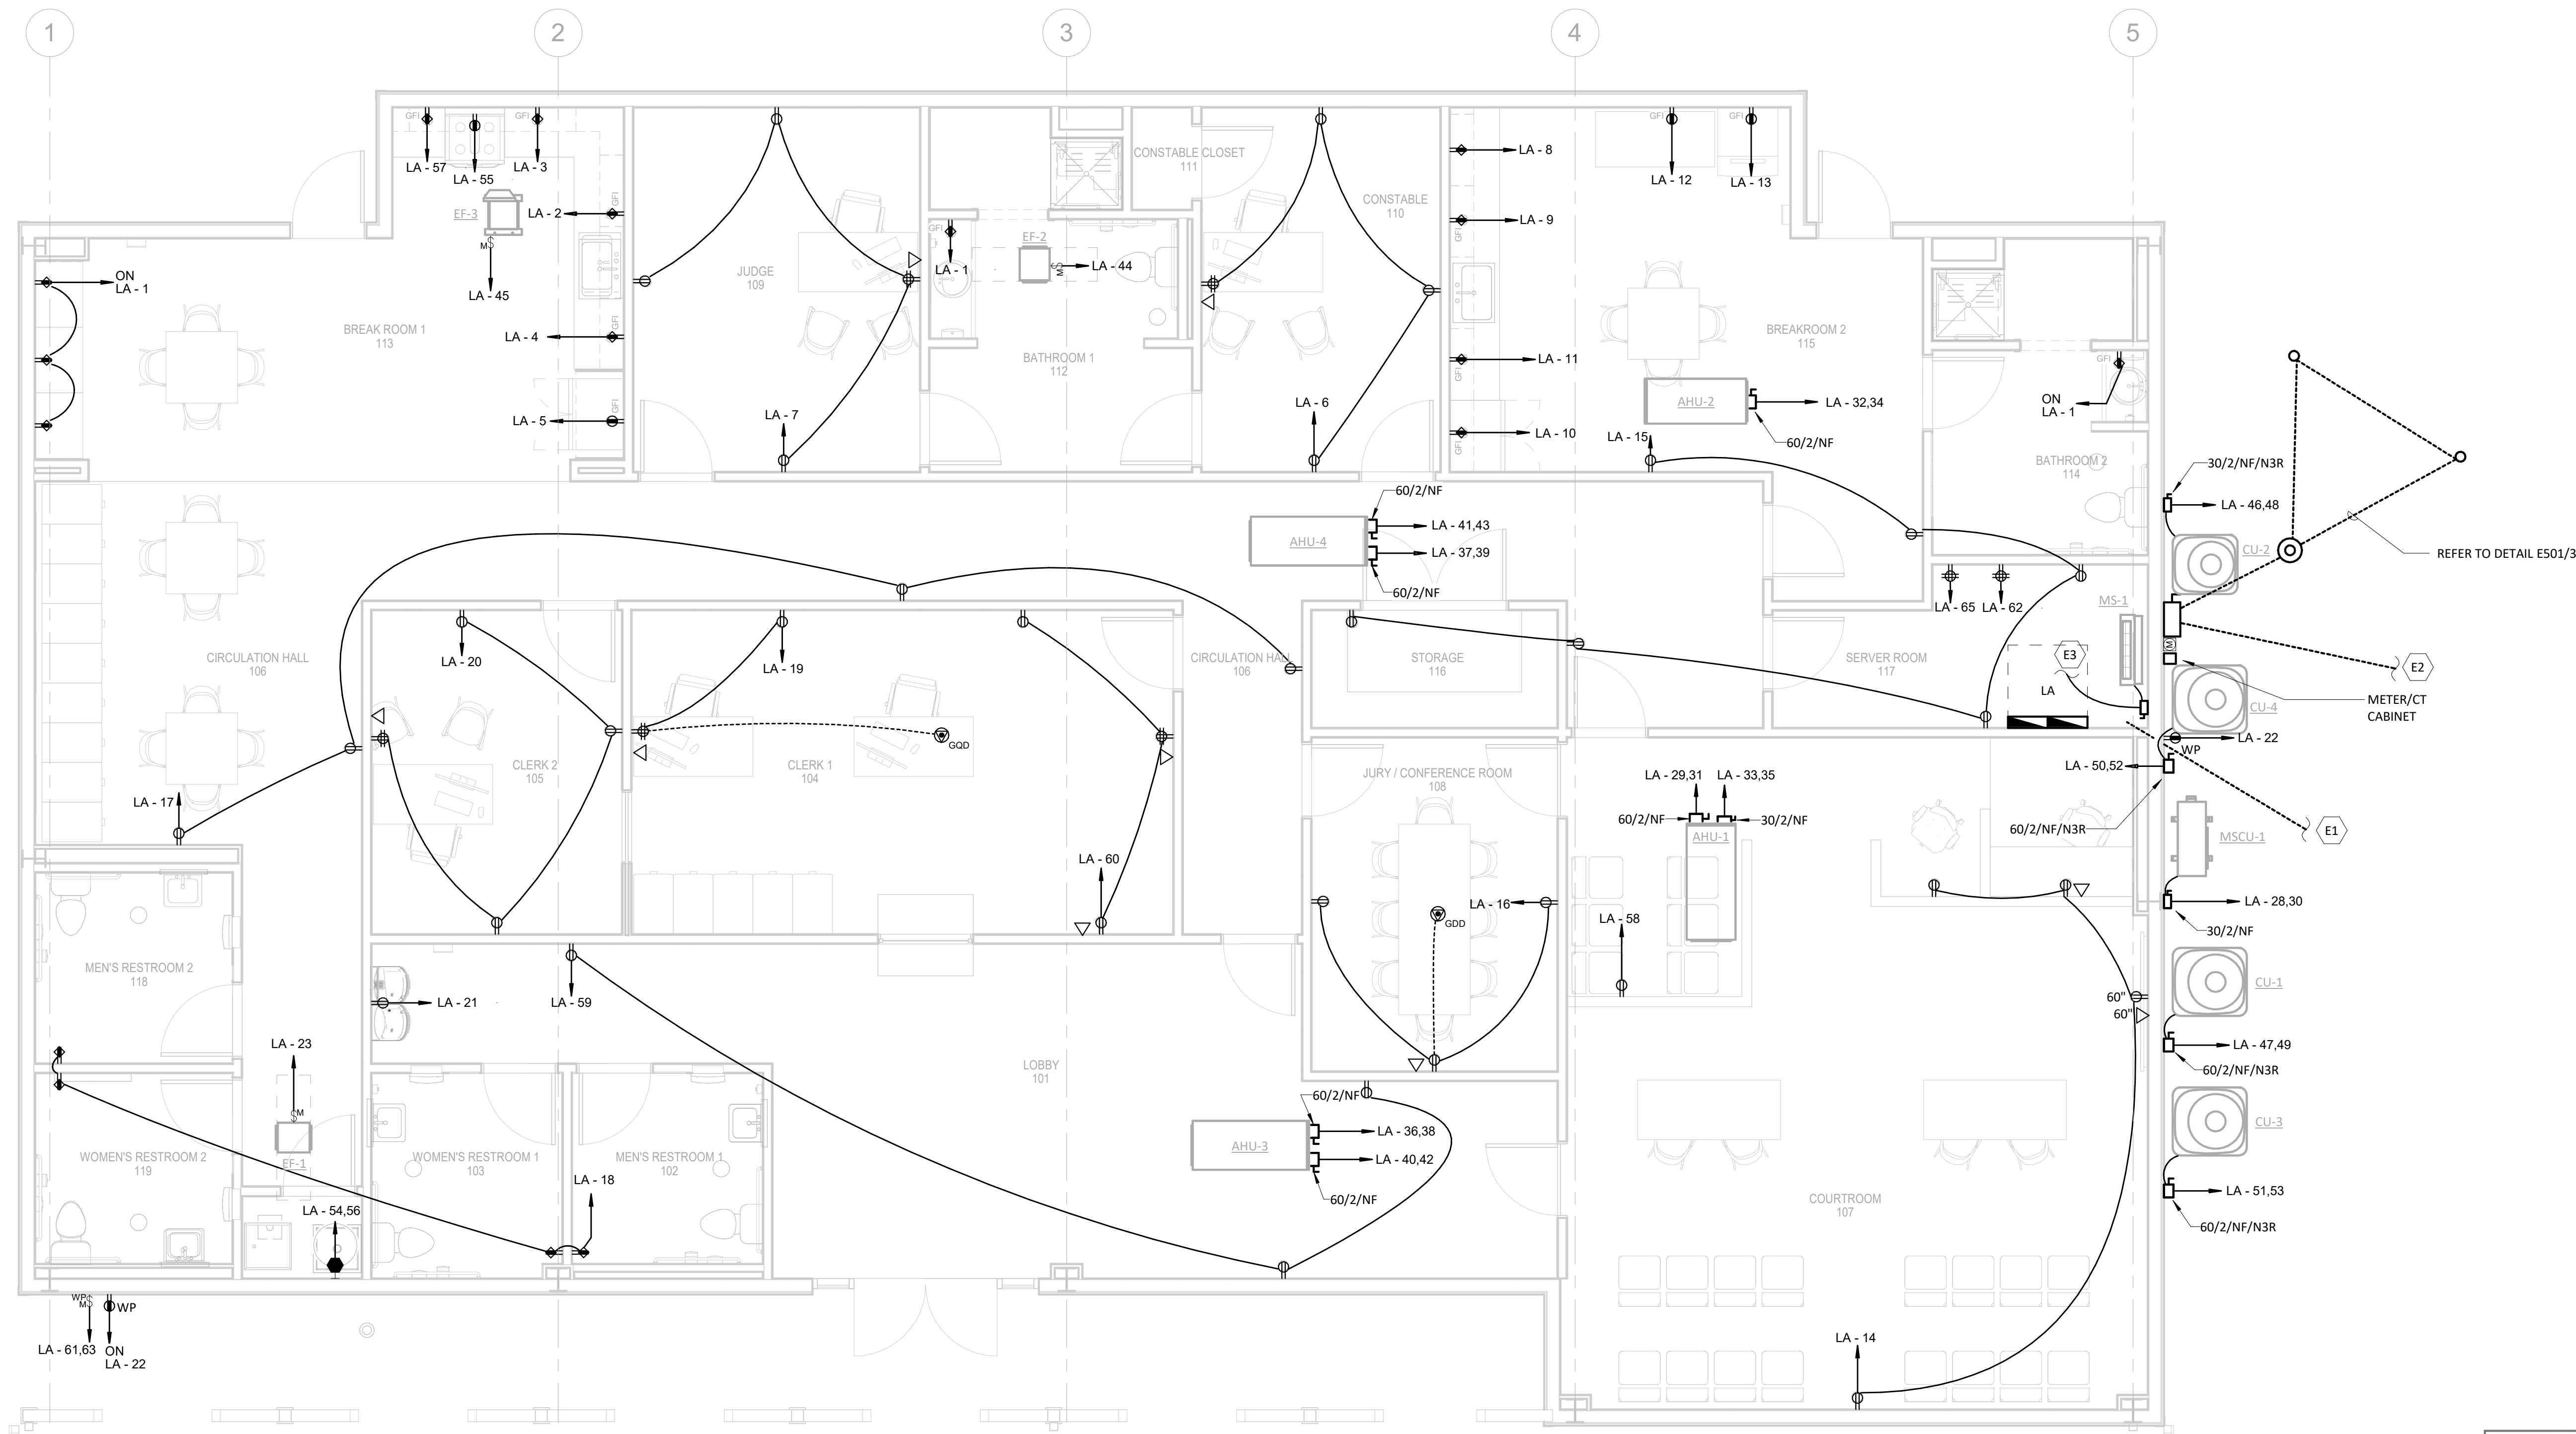 1
2
3
4
5
GFI
GFI
LA - 57
LA - 55
LA - 3
EF-3
LA - 2
GFI
M$
LA - 45
ON
LA - 1
BREAK ROOM 1
113
LA - 4
GFI
LA - 5
GFI
JUDGE
109
LA - 7
GFI
LA - 1
EF-2
M$
LA - 44
BATHROOM 1
112
CONSTABLE CLOSET
111
CONSTABLE
110
LA - 6
LA - 8
LA - 9
GFI
LA - 11
GFI
LA - 10
GFI
GFI
LA - 12
GFI
LA - 13
BREAKROOM 2
115
AHU-2
LA - 32,34
60/2/NF
LA - 15
GFI
ON
LA - 1
BATHROOM 2
114
30/2/NF/N3R
LA - 46,48
CU-2
REFER TO DETAIL E501/3
60/2/NF
AHU-4
LA - 41,43
LA - 37,39
60/2/NF
LA - 65
LA - 62
MS-1
M
E2
METER/CT
CABINET
CIRCULATION HALL
106
LA - 20
LA - 19
CIRCULATION HALL
106
STORAGE
116
SERVER ROOM
117
E3
LA
CU-4
LA - 22
WP
LA - 50,52
60/2/NF/N3R
E1
MSCU-1
LA - 17
CLERK 2
105
CLERK 1
104
GQD
LA - 60
JURY / CONFERENCE ROOM
108
LA - 16
GDD
LA - 29,31
LA - 33,35
60/2/NF
30/2/NF
AHU-1
LA - 58
LA - 28,30
30/2/NF
MEN'S RESTROOM 2
118
LA - 21
LA - 59
60"
60"
CU-1
LA - 47,49
60/2/NF/N3R
LA - 23
$M
EF-1
LOBBY
101
WOMEN'S RESTROOM 2
119
WOMEN'S RESTROOM 1
103
MEN'S RESTROOM 1
102
LA - 18
60/2/NF
AHU-3
LA - 36,38
LA - 40,42
60/2/NF
CU-3
LA - 51,53
60/2/NF/N3R
COURTROOM
107
LA - 54,56
WP
M$
WP
LA - 61,63
ON
LA - 22
LA - 14